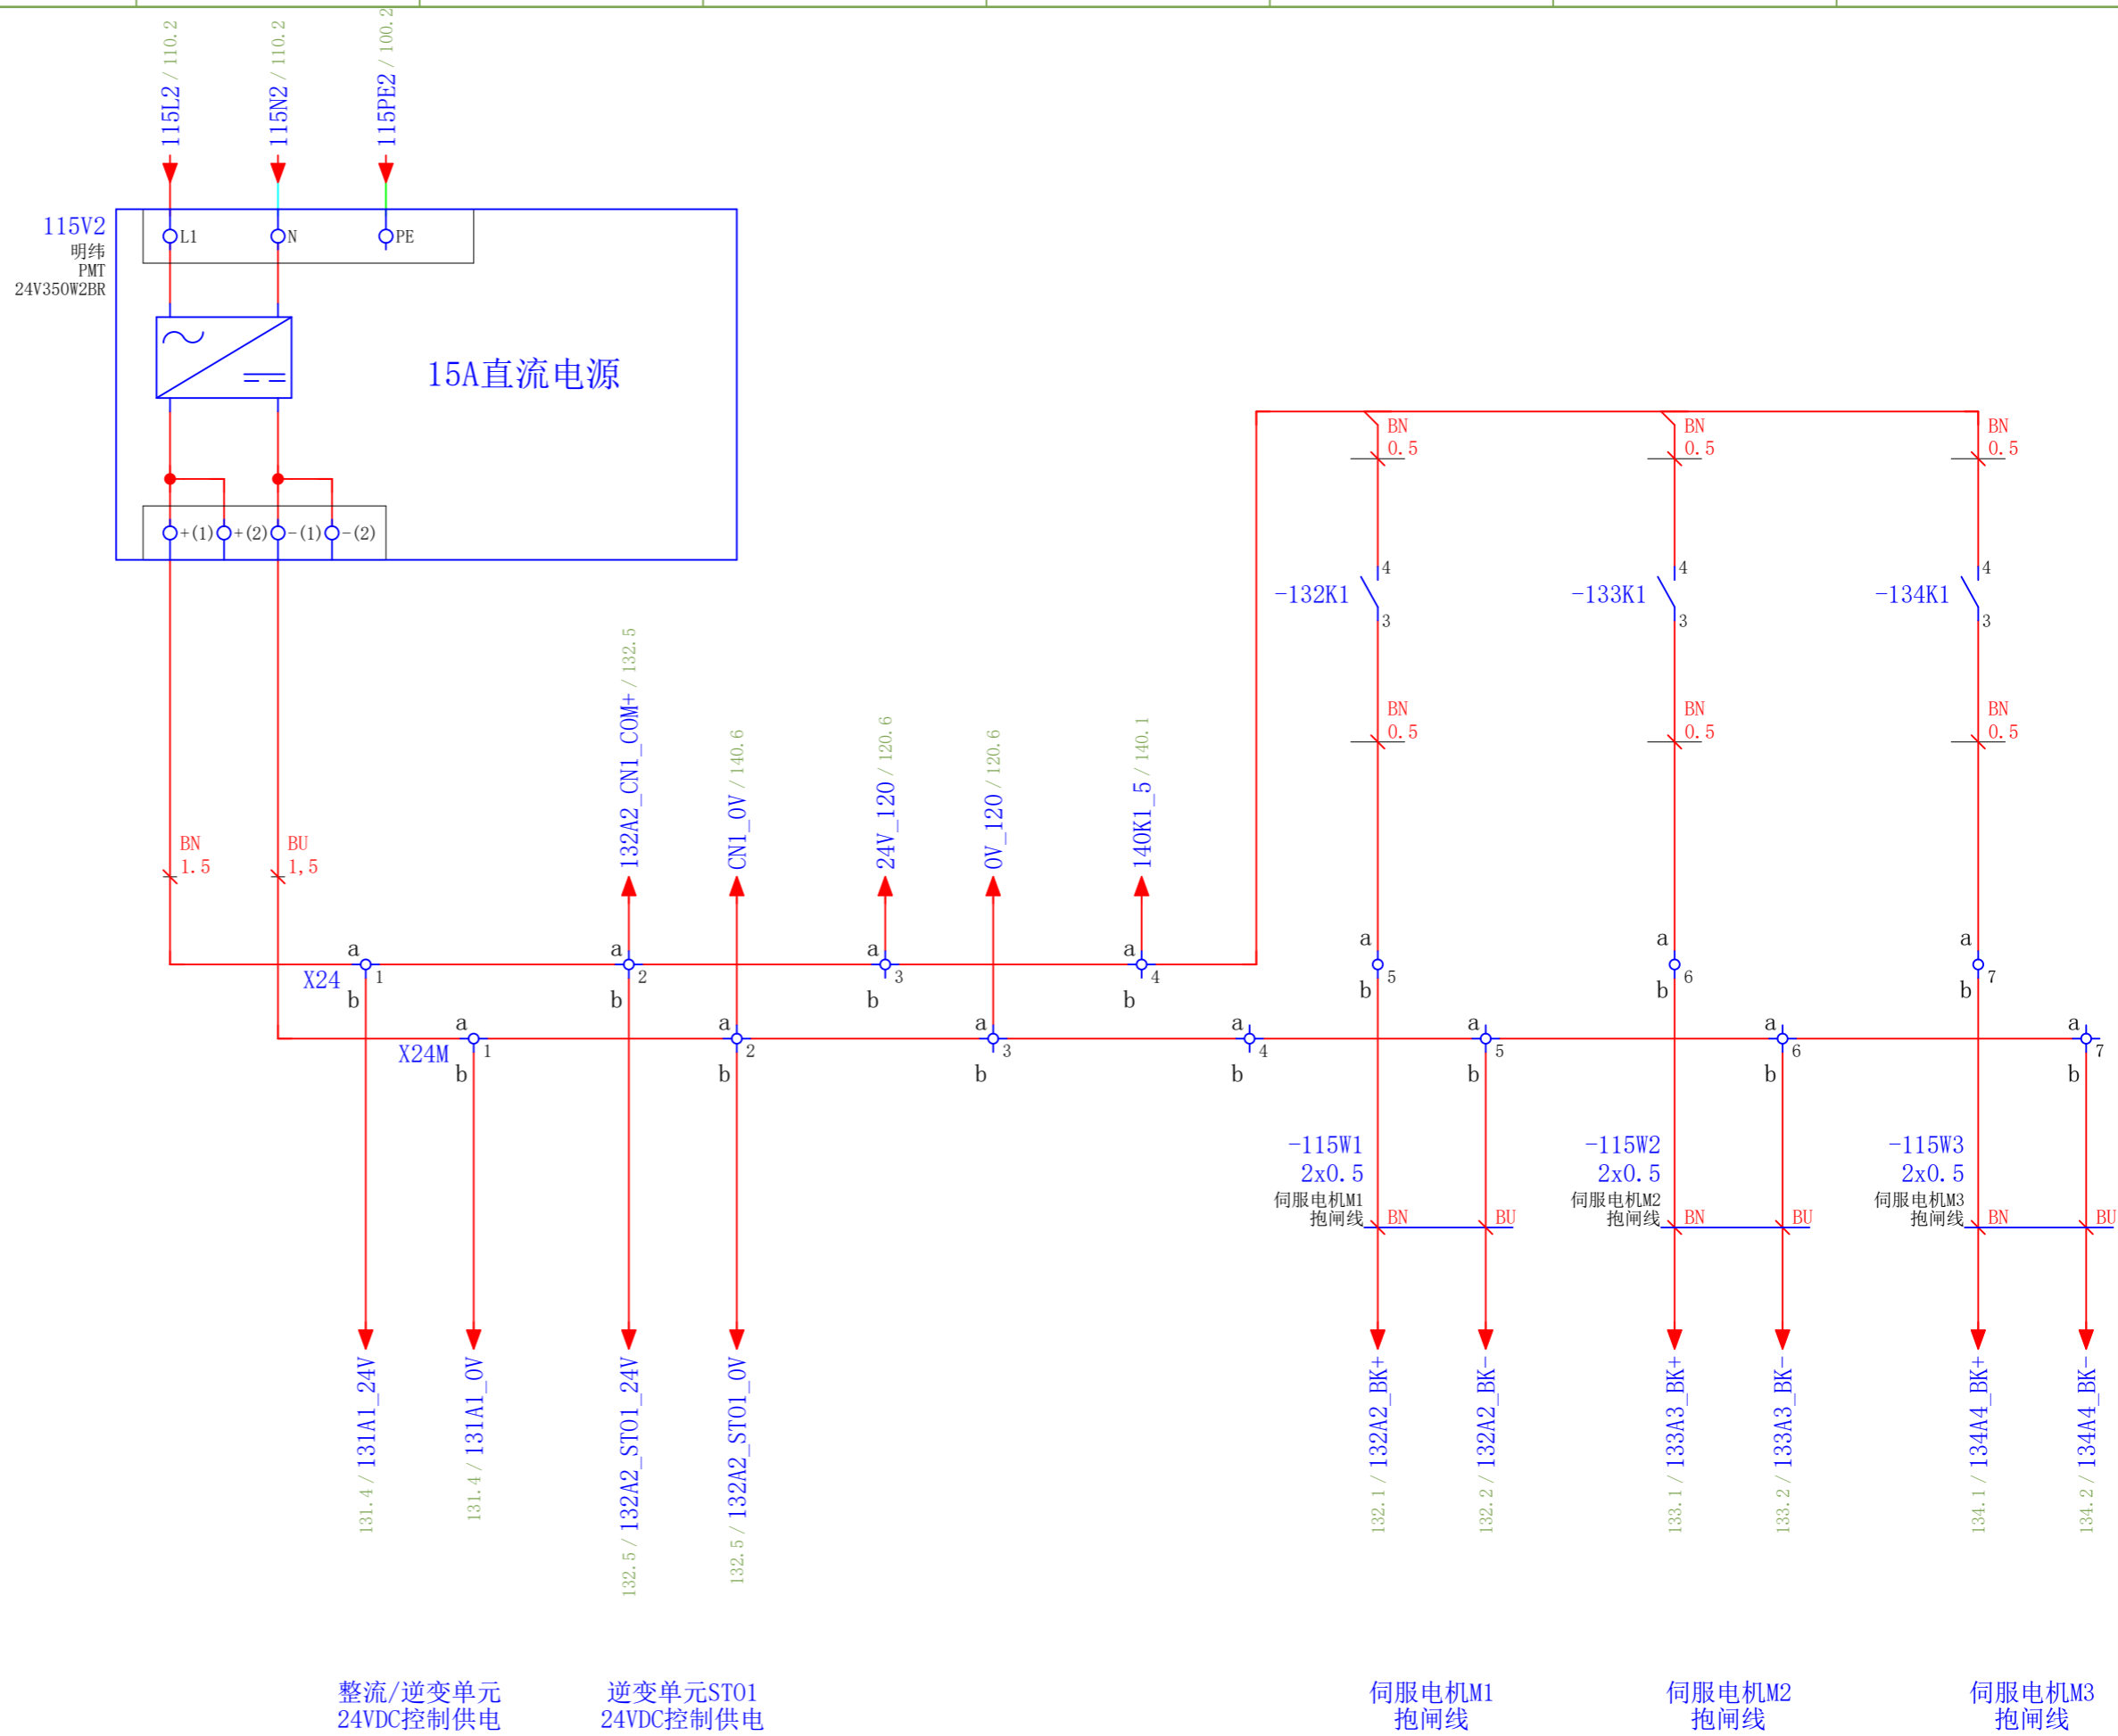 115L2 / 110.2
115N2 / 110.2
115PE2 / 100.2
115V2
明纬
PMT
24V350W2BR
L1
N
PE
15A直流电源
+(1)
+(2)
-(1)
-(2)
BN
0.5
BN
0.5
BN
0.5
-132K1
4
3
-133K1
4
3
-134K1
4
3
BN
0.5
BN
0.5
BN
0.5
BN
1.5
BU
1,5
132A2_CN1_COM+ / 132.5
CN1_0V / 140.6
24V_120 / 120.6
0V_120 / 120.6
140K1_5 / 140.1
X24
a
1
b
a
2
b
a
3
b
a
4
b
a
5
b
a
6
b
a
7
b
X24M
a
1
b
a
2
b
a
3
b
a
4
b
a
5
b
a
6
b
a
7
b
-115W1
2x0.5
伺服电机M1
抱闸线
BN
BU
-115W2
2x0.5
伺服电机M2
抱闸线
BN
BU
-115W3
2x0.5
伺服电机M3
抱闸线
BN
BU
131.4 / 131A1_24V
131.4 / 131A1_0V
132.5 / 132A2_STO1_24V
132.5 / 132A2_STO1_0V
132.1 / 132A2_BK+
132.2 / 132A2_BK-
133.1 / 133A3_BK+
133.2 / 133A3_BK-
134.1 / 134A4_BK+
134.2 / 134A4_BK-
整流/逆变单元
24VDC控制供电
逆变单元STO1
24VDC控制供电
伺服电机M1
抱闸线
伺服电机M2
抱闸线
伺服电机M3
抱闸线